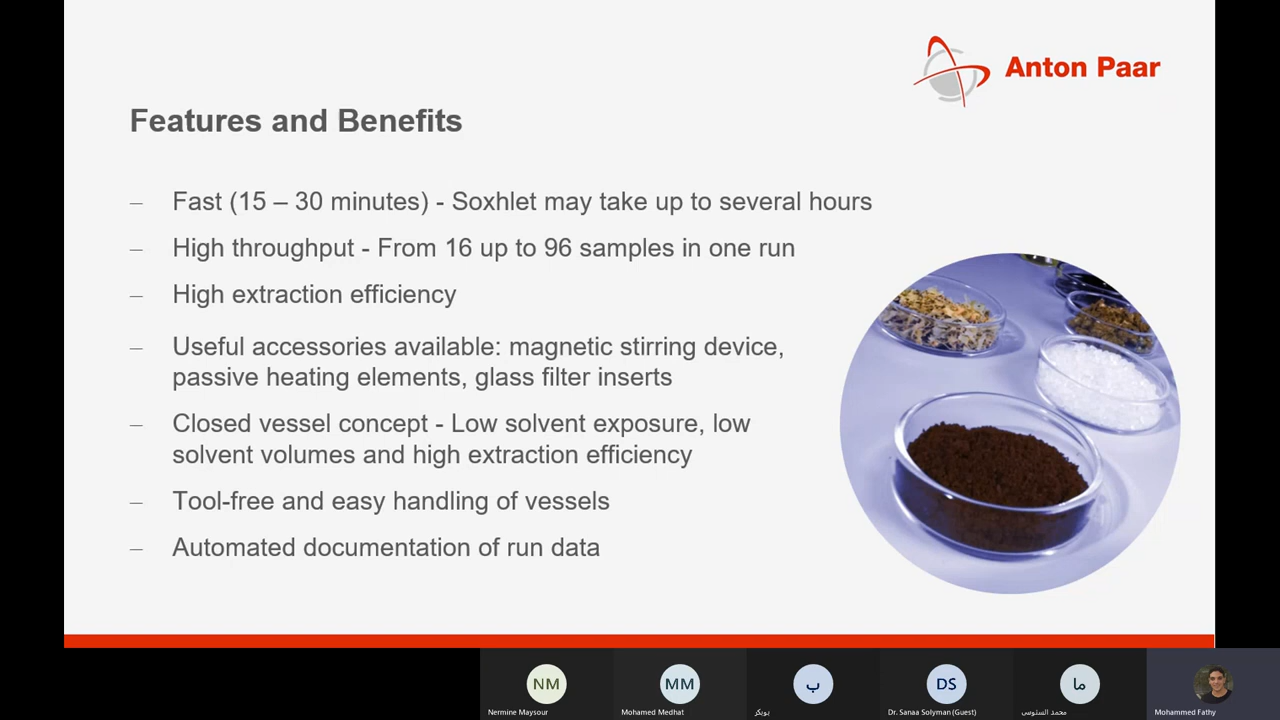 Anton Paar
Features and Benefits
– Fast (15 – 30 minutes) - Soxhlet may take up to several hours
– High throughput - From 16 up to 96 samples in one run
– High extraction efficiency
– Useful accessories available: magnetic stirring device,
passive heating elements, glass filter inserts
– Closed vessel concept - Low solvent exposure, low
solvent volumes and high extraction efficiency
– Tool-free and easy handling of vessels
– Automated documentation of run data
NM
MM
ب
DS
ما
Nermine Maysour
Mohamed Medhat
بوبكر
Dr. Sanaa Solyman (Guest)
محمد السنوسى
Mohammed Fathy